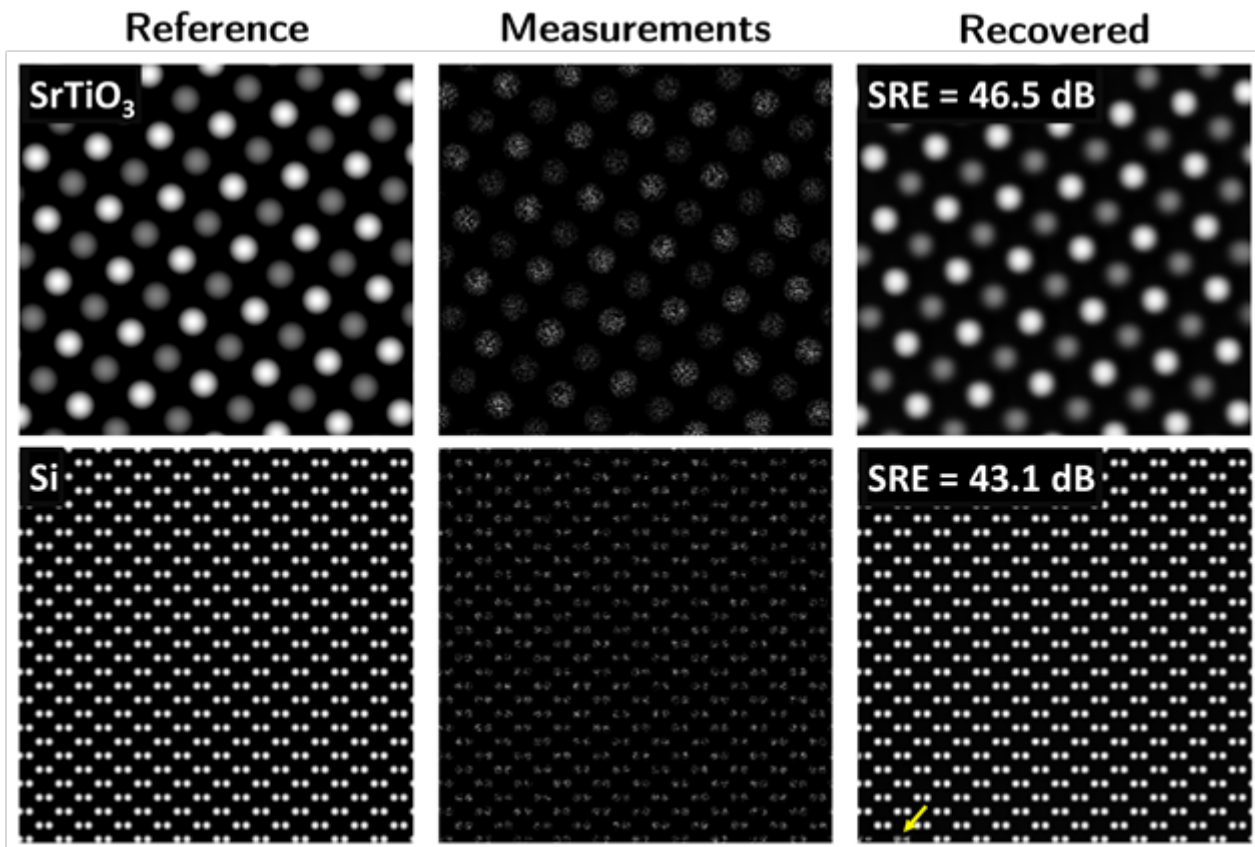 Reference Measurements Recovered
SrTiO₃ SRE = 46.5 dB
Si SRE = 43.1 dB